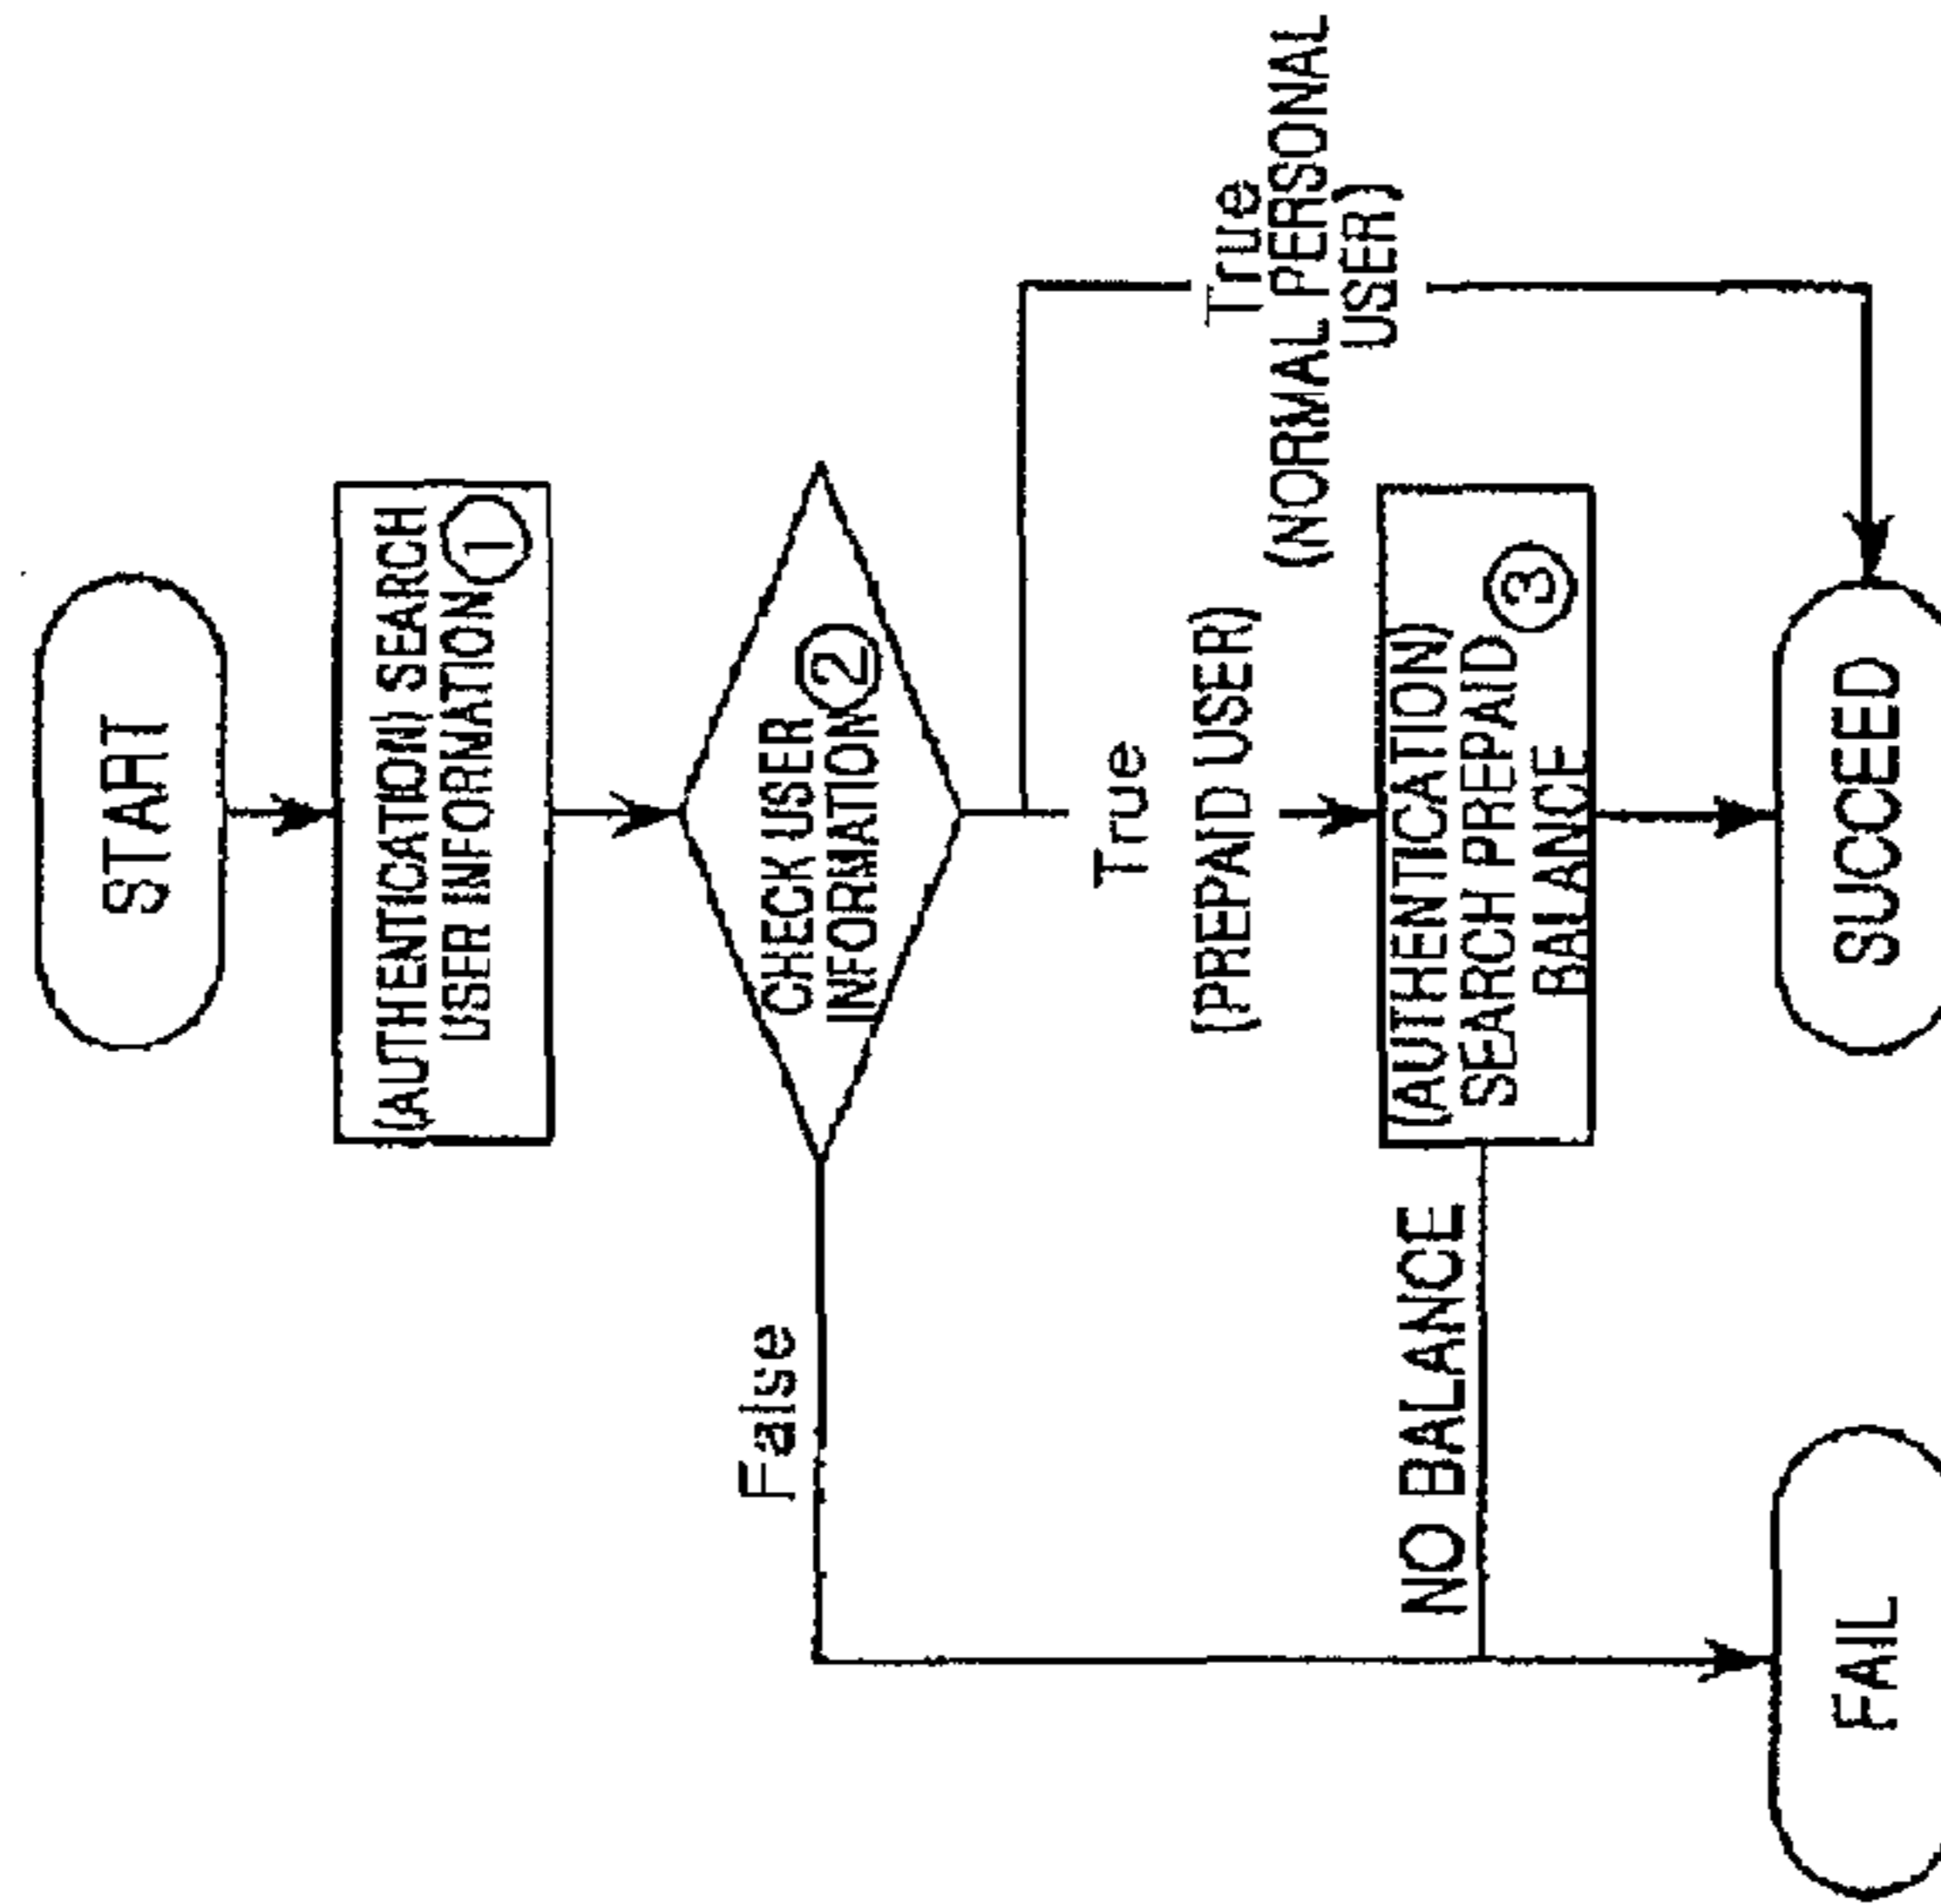 START
(AUTHENTICATION) SEARCH
USER INFORMATION ①
CHECK USER
INFORMATION ②
False
True
(PREPAID USER)
True
(NORMAL PERSONAL
USER)
(AUTHENTICATION)
SEARCH PREPAID ③
BALANCE
NO BALANCE
SUCCEED
FAIL